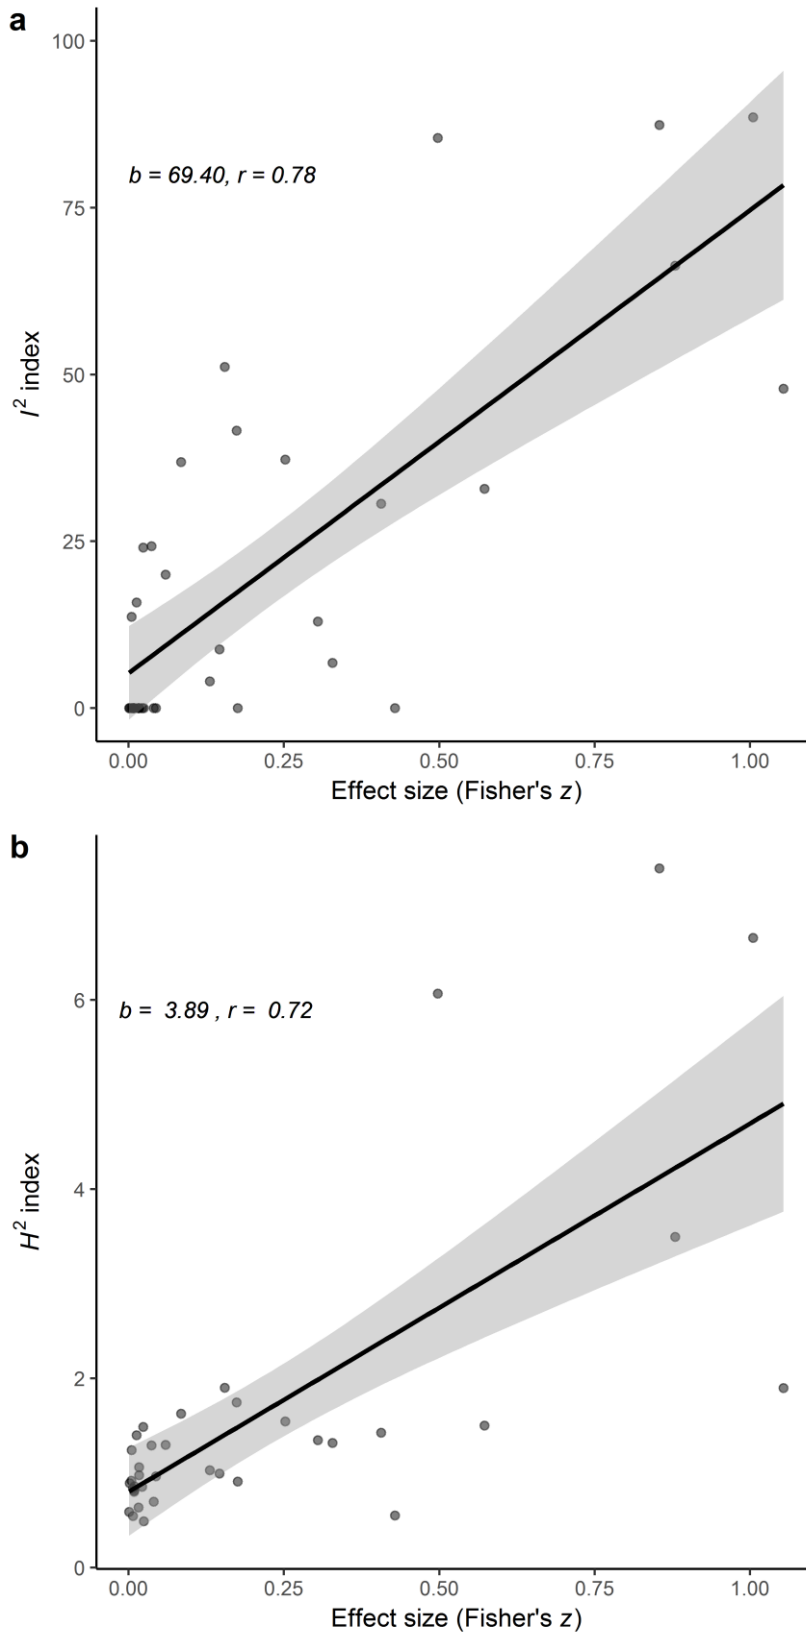 a
100
75
50
25
0
b = 69.40, r = 0.78
I² index
0.00 0.25 0.50 0.75 1.00
Effect size (Fisher's z)
b
6
4
2
0
b = 3.89 , r = 0.72
H² index
0.00 0.25 0.50 0.75 1.00
Effect size (Fisher's z)